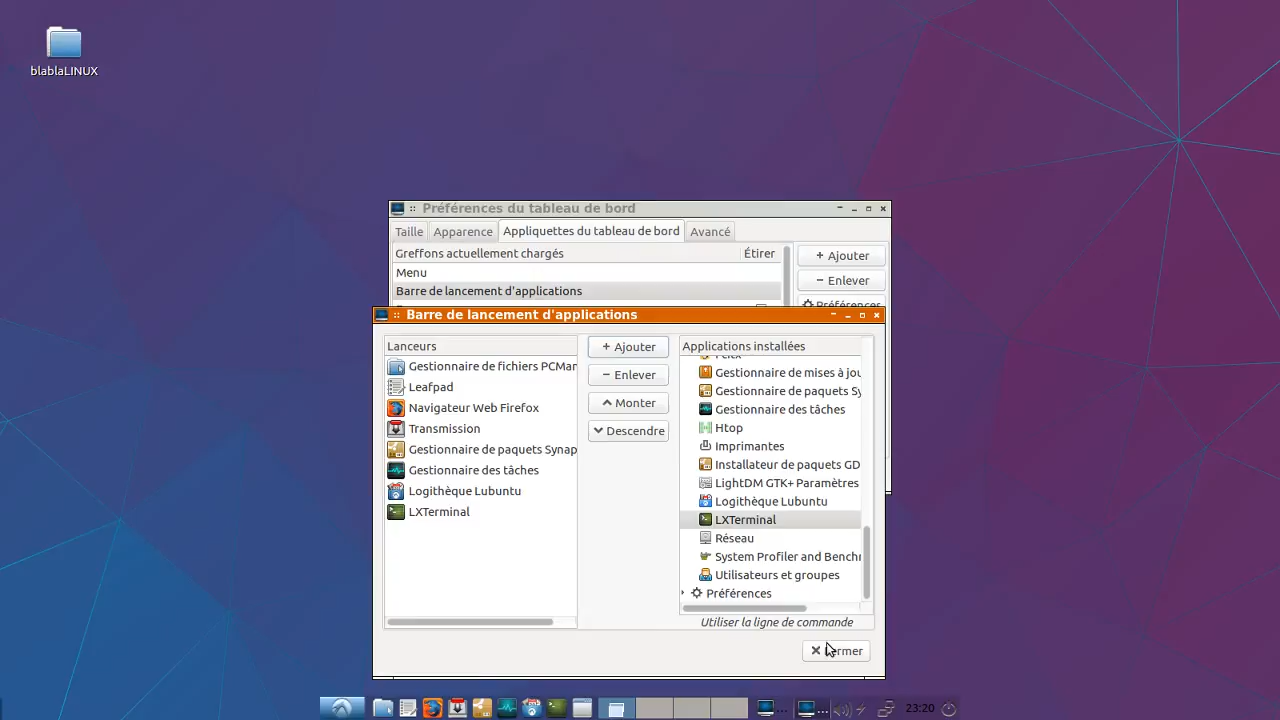 blablaLINUX
Préférences du tableau de bord
Taille Apparence Appliquettes du tableau de bord Avancé
Greffons actuellement chargés Étirer
Menu
Barre de lancement d'applications
Ajouter
Enlever
Préférences
Barre de lancement d'applications
Lanceurs
Gestionnaire de fichiers PCMan
Leafpad
Navigateur Web Firefox
Transmission
Gestionnaire de paquets Synap
Gestionnaire des tâches
Logithèque Lubuntu
LXTerminal
Ajouter
Enlever
Monter
Descendre
Applications installées
Gestionnaire de mises à jou
Gestionnaire de paquets Sy
Gestionnaire des tâches
Htop
Imprimantes
Installateur de paquets GD
LightDM GTK+ Paramètres
Logithèque Lubuntu
LXTerminal
Réseau
System Profiler and Benchr
Utilisateurs et groupes
Préférences
Utiliser la ligne de commande
Fermer
... ... 23:20